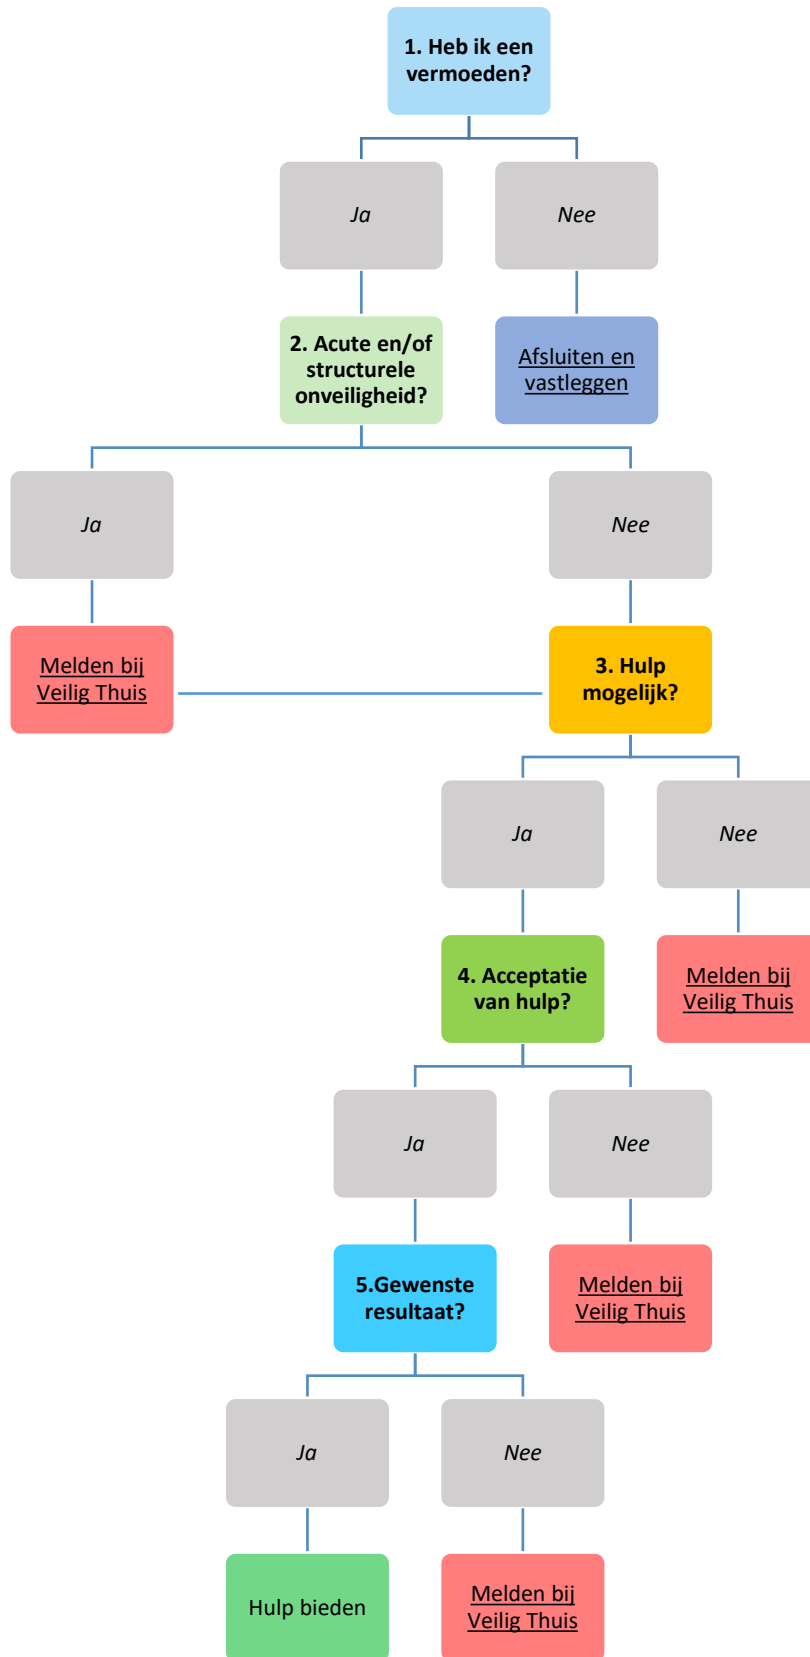 1. Heb ik een
vermoeden?
Ja
Nee
2. Acute en/of
structurele
onveiligheid?
Afsluiten en
vastleggen
Ja
Nee
Melden bij
Veilig Thuis
3. Hulp
mogelijk?
Ja
Nee
4. Acceptatie
van hulp?
Melden bij
Veilig Thuis
Ja
Nee
5.Gewenste
resultaat?
Melden bij
Veilig Thuis
Ja
Nee
Hulp bieden
Melden bij
Veilig Thuis